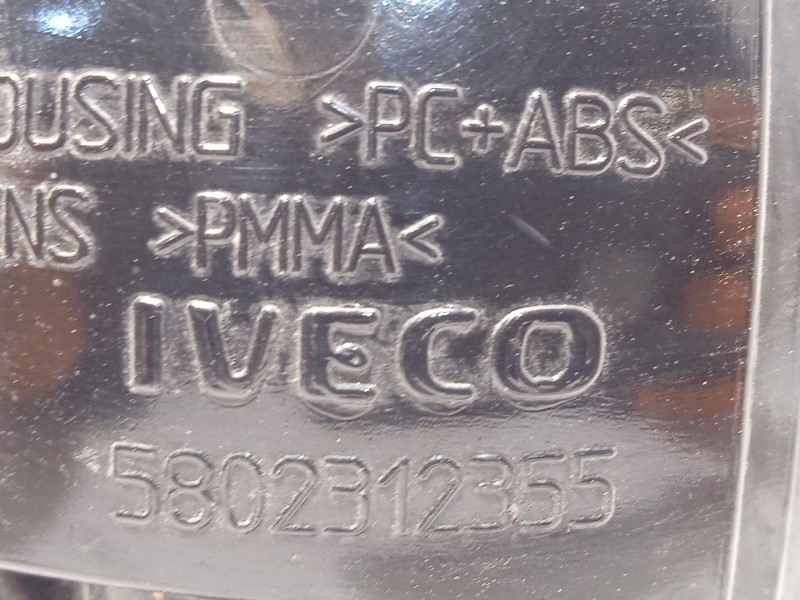 OUSING >PC+ABS<
NS >PMMA<
IVECO
5802312355